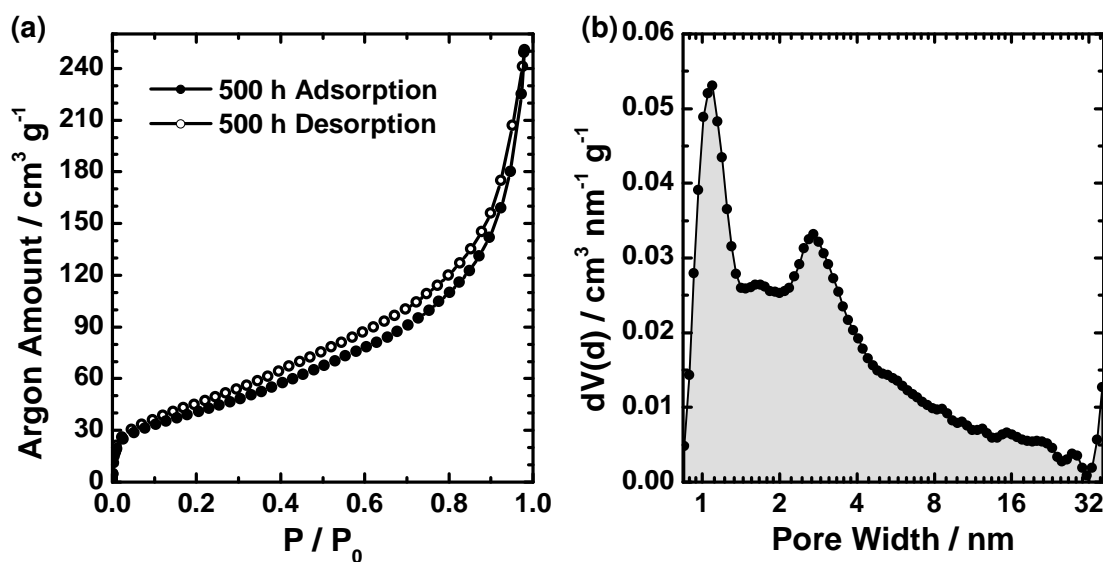 (a)
Argon Amount / cm³ g⁻¹
240
210
180
150
120
90
60
30
0
500 h Adsorption
500 h Desorption
0.0 0.2 0.4 0.6 0.8 1.0
P / P₀
(b)
dV(d) / cm³ nm⁻¹ g⁻¹
0.06
0.05
0.04
0.03
0.02
0.01
0.00
1 2 4 8 16 32
Pore Width / nm